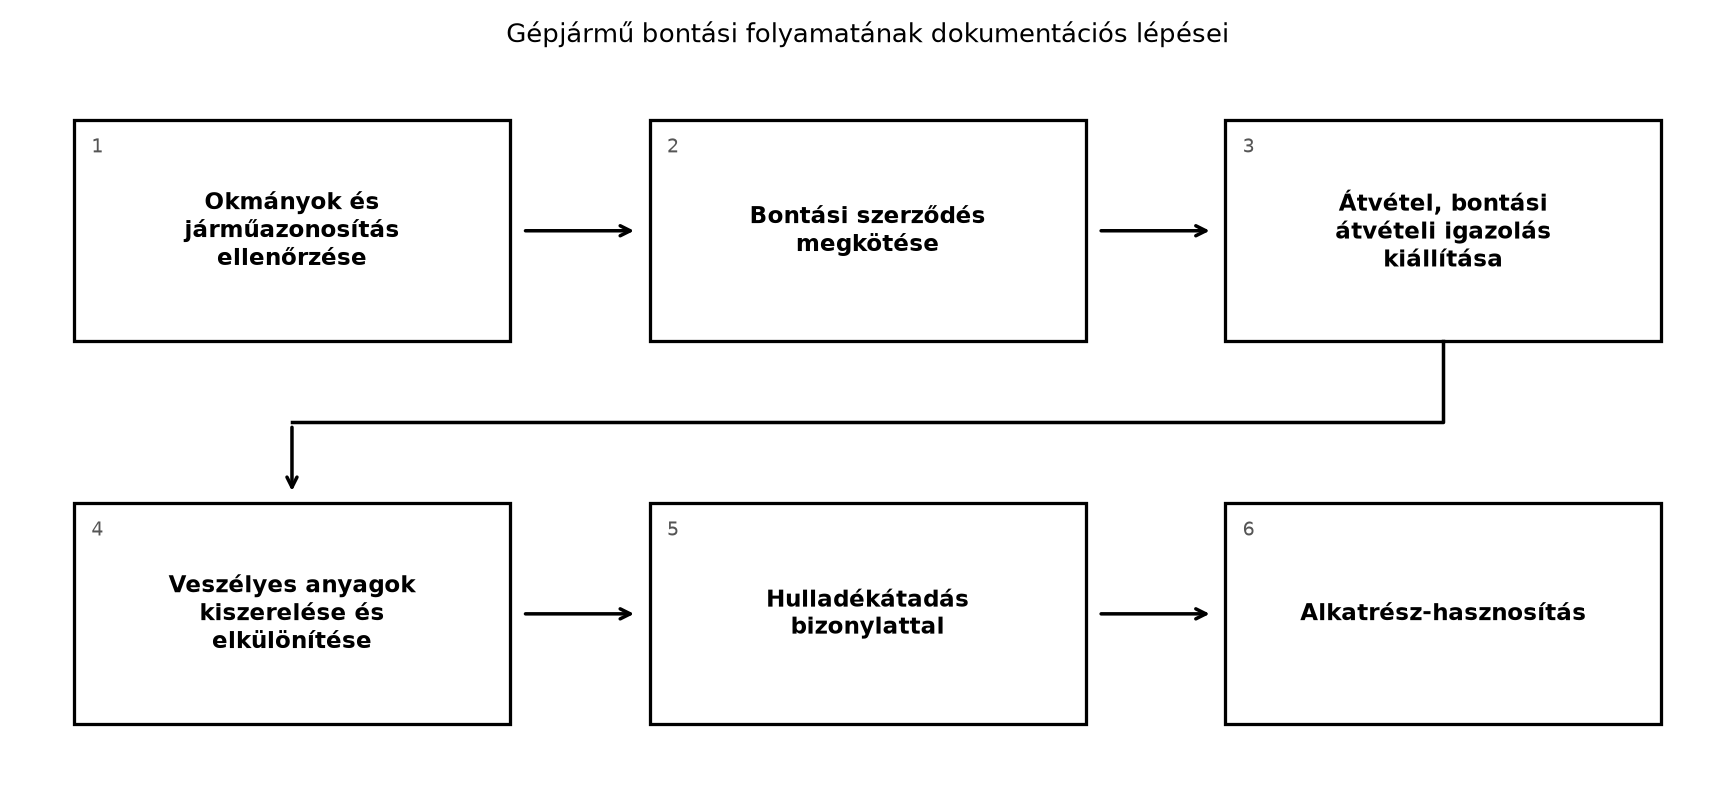 Gépjármű bontási folyamatának dokumentációs lépései
1
Okmányok és
járműazonosítás
ellenőrzése
2
Bontási szerződés
megkötése
3
Átvétel, bontási
átvételi igazolás
kiállítása
4
Veszélyes anyagok
kiszerelése és
elkülönítése
5
Hulladékátadás
bizonylattal
6
Alkatrész-hasznosítás